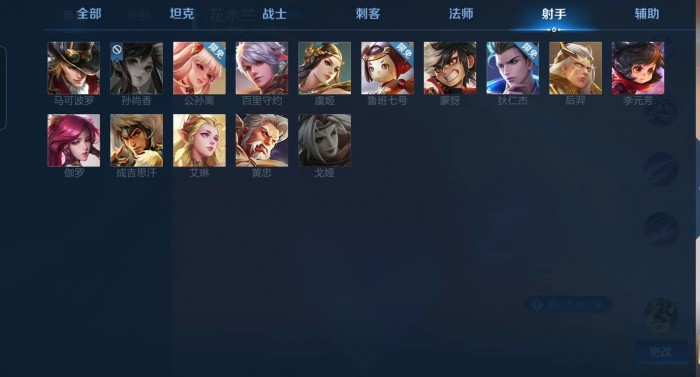 全部 坦克 战士 刺客 法师 射手 辅助
花木兰
限免 限免 限免
马可波罗 孙尚香 公孙离 百里守约 虞姬 鲁班七号 蒙犽 狄仁杰 后羿 李元芳
伽罗 成吉思汗 艾琳 黄忠 戈娅
更改